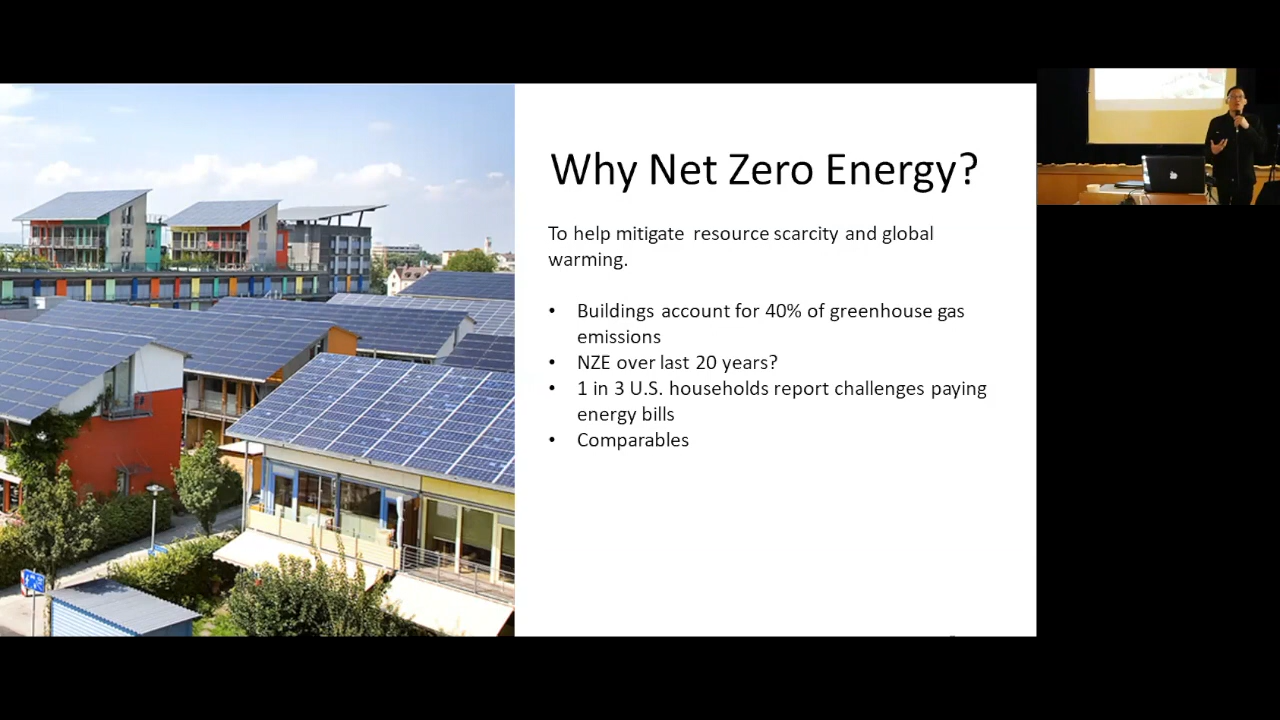 Why Net Zero Energy?
To help mitigate resource scarcity and global
warming.
• Buildings account for 40% of greenhouse gas
emissions
• NZE over last 20 years?
• 1 in 3 U.S. households report challenges paying
energy bills
• Comparables